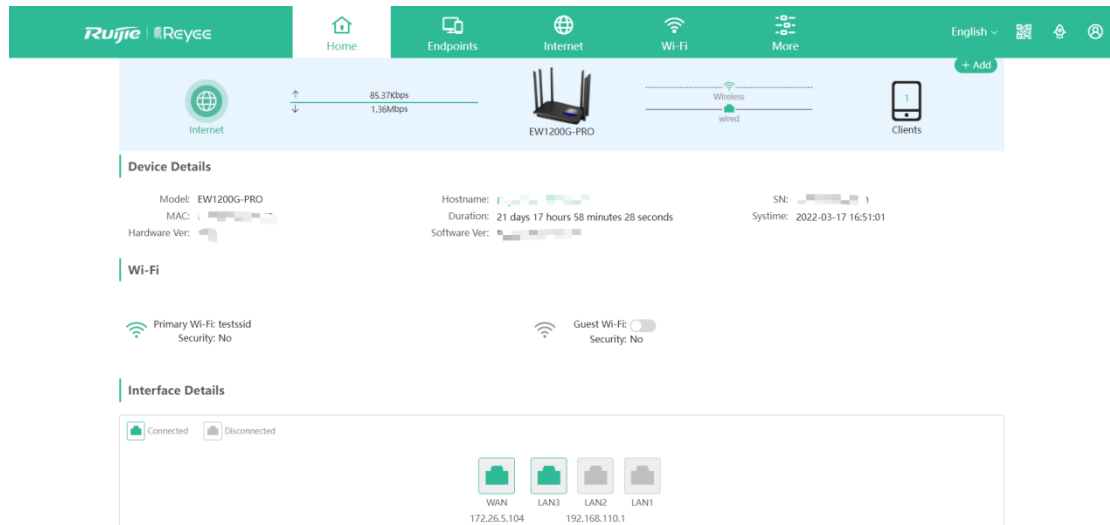 Ruijie Reyee
Home
Endpoints
Internet
Wi-Fi
More
English
+ Add
85.37Kbps
1.36Mbps
Internet
EW1200G-PRO
Wireless
wired
1
Clients
Device Details
Model: EW1200G-PRO
Hostname:
SN:
MAC:
Duration: 21 days 17 hours 58 minutes 28 seconds
Systime: 2022-03-17 16:51:01
Hardware Ver:
Software Ver:
Wi-Fi
Primary Wi-Fi: testssid
Security: No
Guest Wi-Fi:
Security: No
Interface Details
Connected
Disconnected
WAN
LAN3
LAN2
LAN1
172.26.5.104
192.168.110.1